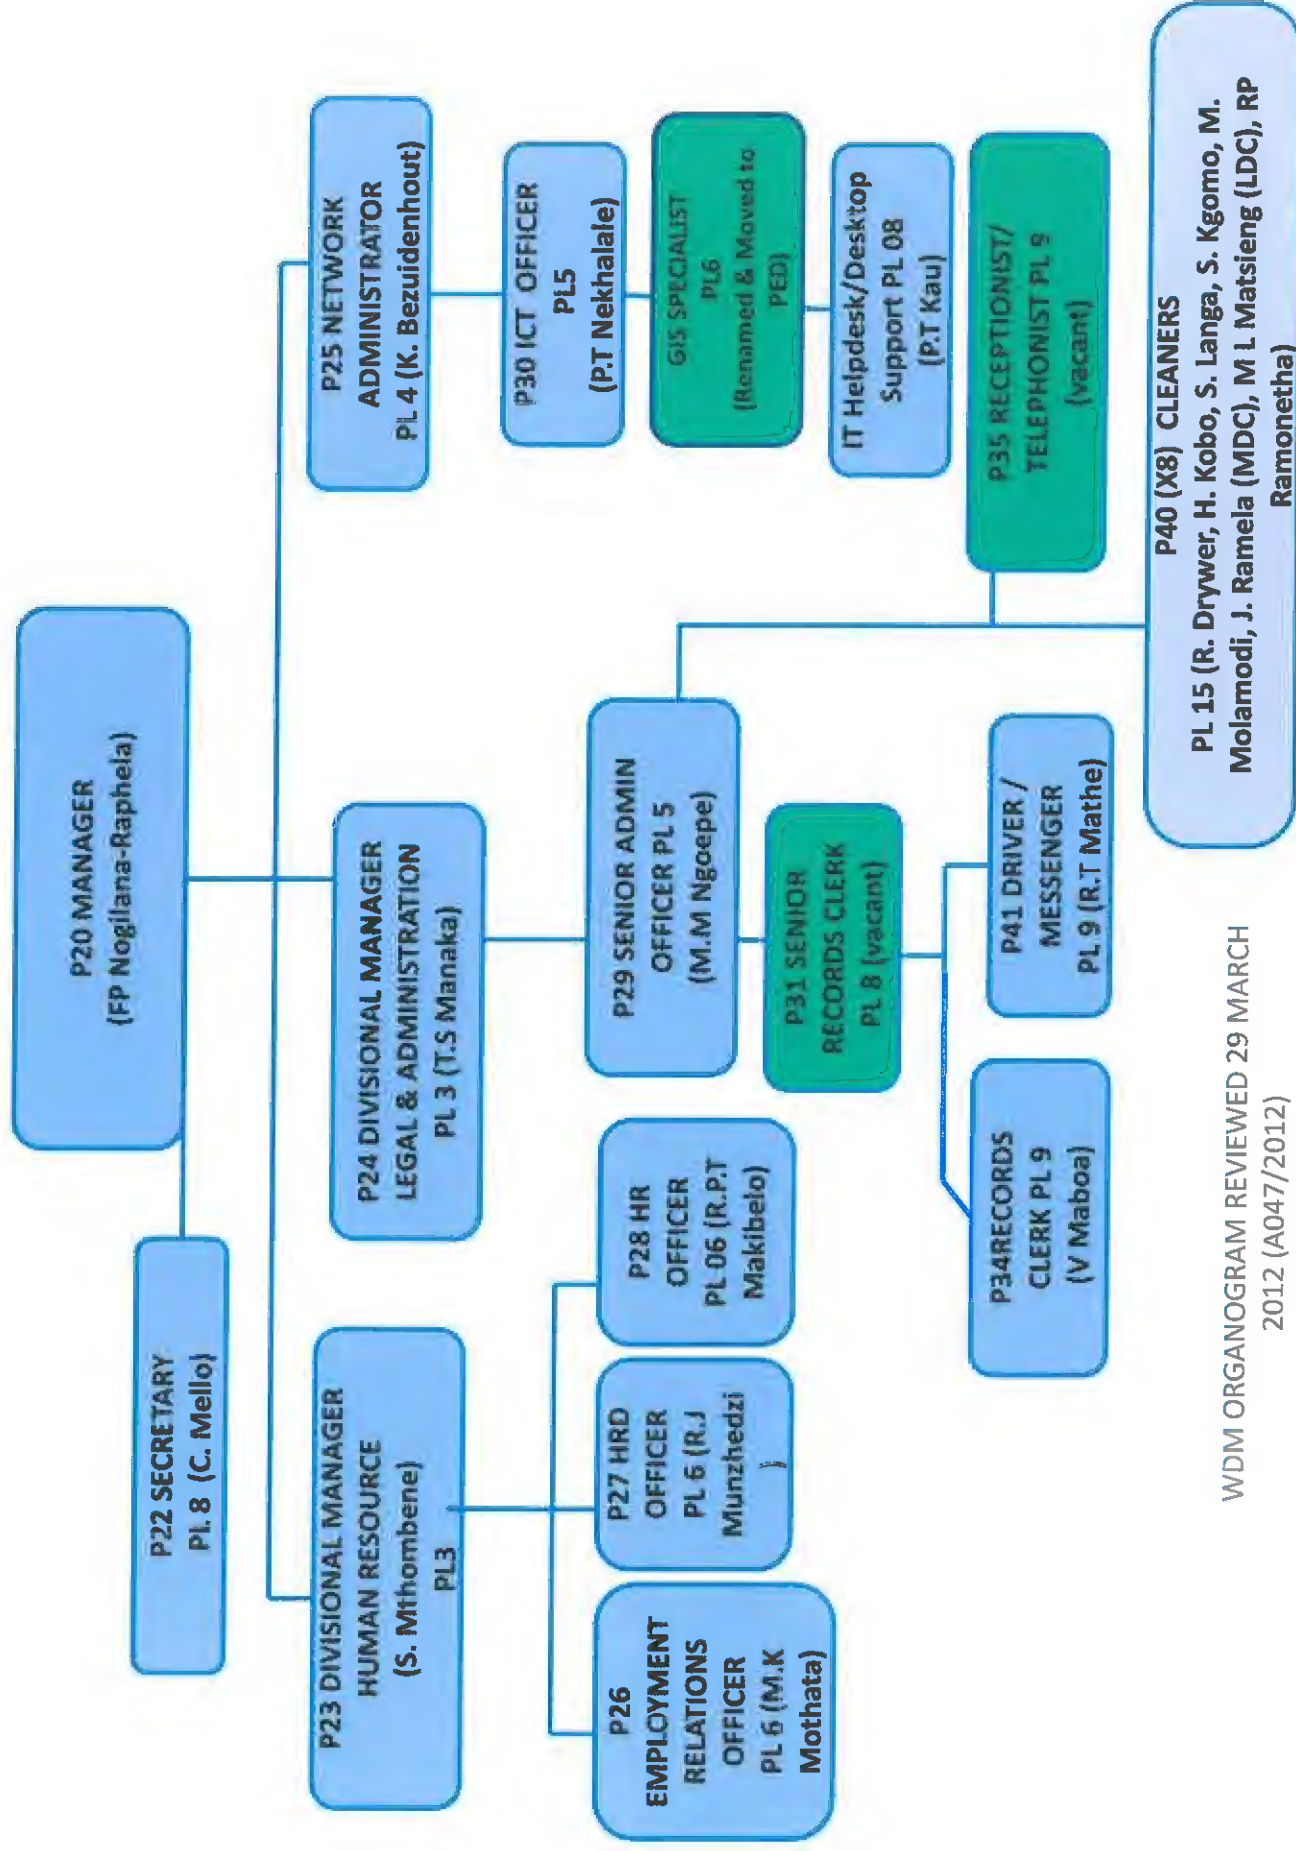 P20 MANAGER
(FP Nogilana-Raphela)
P22 SECRETARY
PL 8 (C. Mello)
P23 DIVISIONAL MANAGER
HUMAN RESOURCE
(S. Mthombene)
PL3
P24 DIVISIONAL MANAGER
LEGAL & ADMINISTRATION
PL 3 (T.S Manaka)
P25 NETWORK
ADMINISTRATOR
PL 4 (K. Bezuidenhout)
P26
EMPLOYMENT
RELATIONS
OFFICER
PL 6 (M.K
Mothata)
P27 HRD
OFFICER
PL 6 (R.J
Munzhedzi
)
P28 HR
OFFICER
PL 06 (R.P.T
Makibelo)
P29 SENIOR ADMIN
OFFICER PL 5
(M.M Ngoepe)
P30 ICT OFFICER
PL5
(P.T Nekhalale)
GIS SPECIALIST
PL6
(Renamed & Moved to
PED)
IT Helpdesk/Desktop
Support PL 08
(P.T Kau)
P31 SENIOR
RECORDS CLERK
PL 8 (vacant)
P35 RECEPTIONIST/
TELEPHONIST PL 9
(vacant)
P34RECORDS
CLERK PL 9
(V Maboa)
P41 DRIVER /
MESSENGER
PL 9 (R.T Mathe)
P40 (X8) CLEANERS
PL 15 (R. Drywer, H. Kobo, S. Langa, S. Kgomo, M.
Molamodi, J. Ramela (MDC), M L Matsieng (LDC), RP
Ramonetha)
WDM ORGANOGRAM REVIEWED 29 MARCH
2012 (A047/2012)